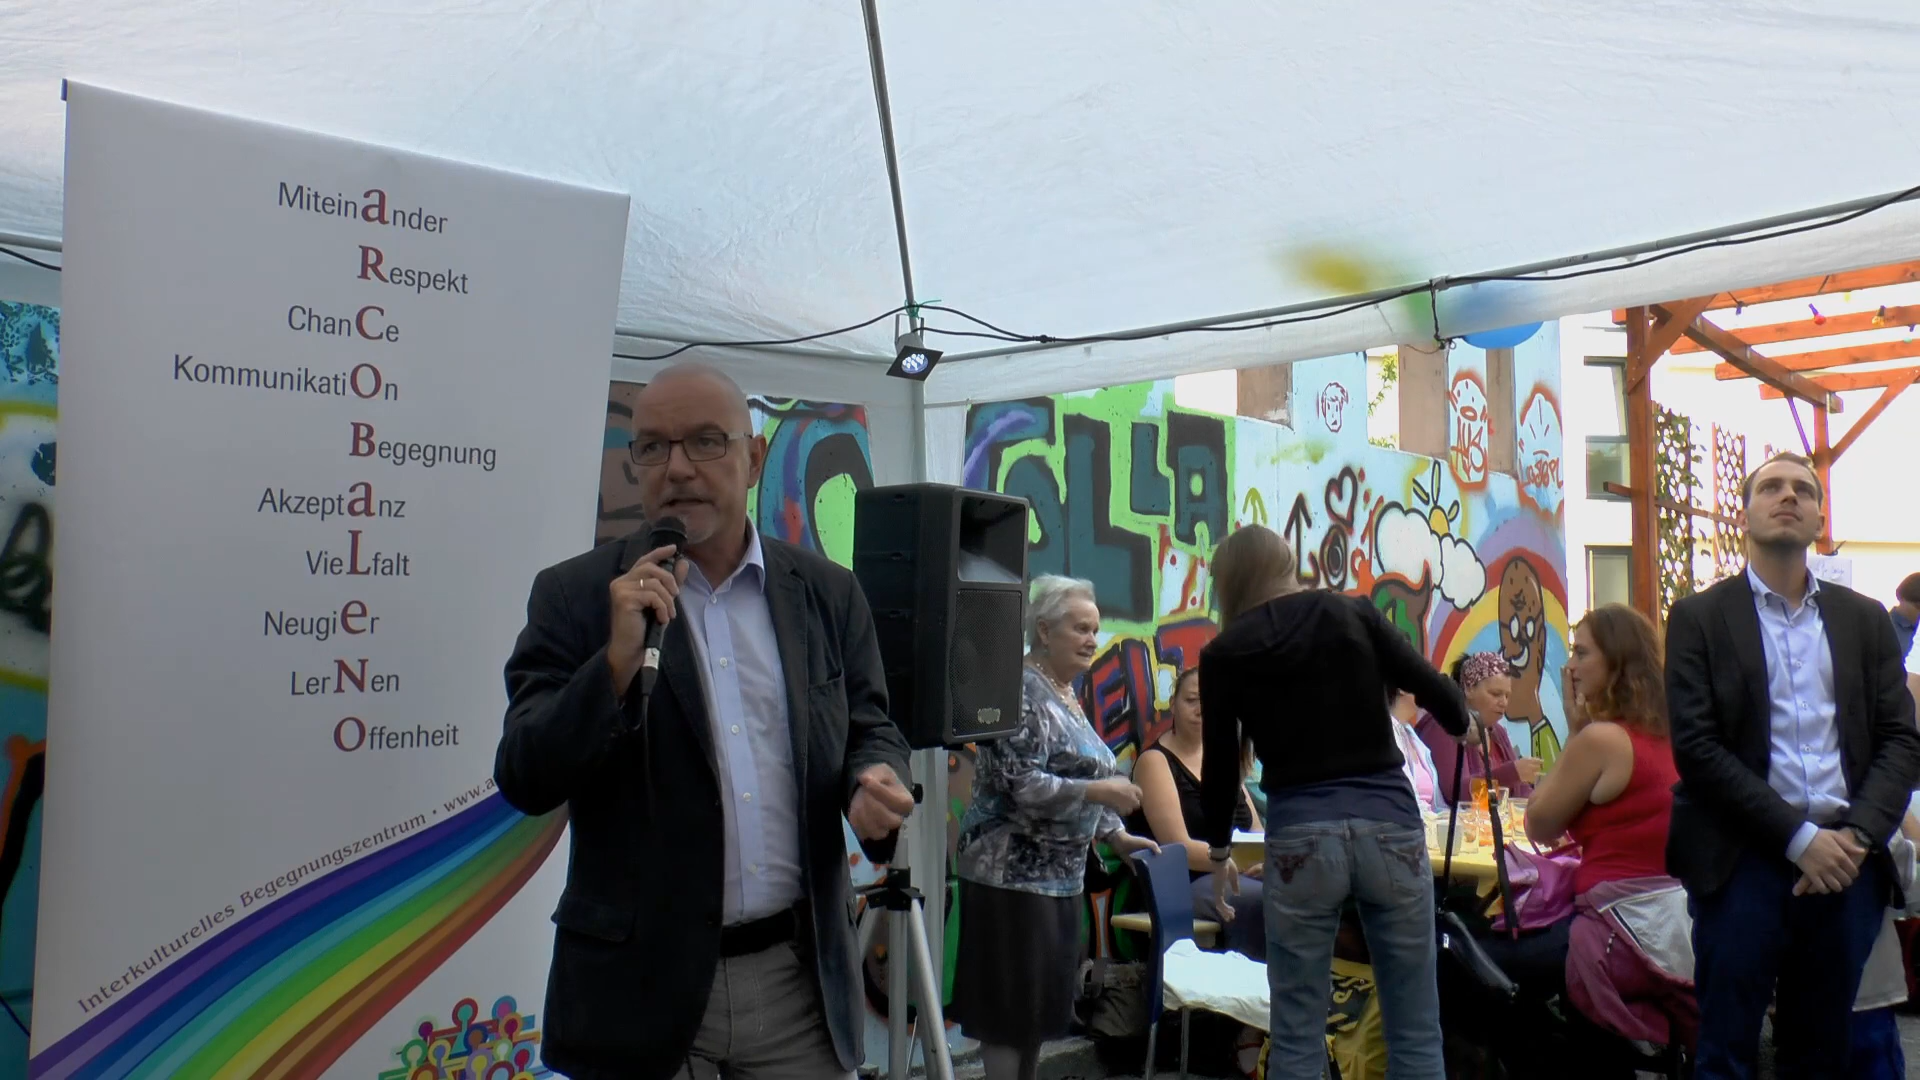 Miteinander
Respekt
ChanCe
KommunikatiOn
Begegnung
Akzeptanz
VieLfalt
Neugier
LerNen
Offenheit
Interkulturelles Begegnungszentrum • www.a